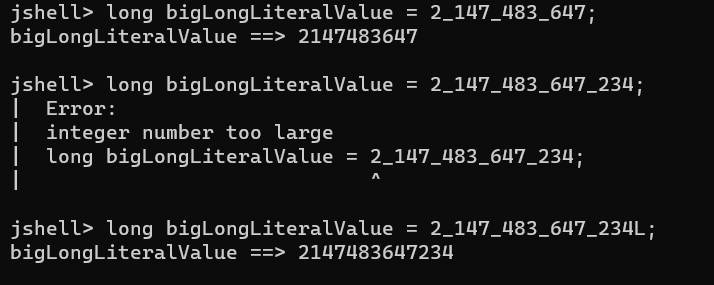 jshell> long bigLongLiteralValue = 2_147_483_647;
bigLongLiteralValue ==> 2147483647
jshell> long bigLongLiteralValue = 2_147_483_647_234;
|  Error:
|  integer number too large
|  long bigLongLiteralValue = 2_147_483_647_234;
|                             ^
jshell> long bigLongLiteralValue = 2_147_483_647_234L;
bigLongLiteralValue ==> 2147483647234